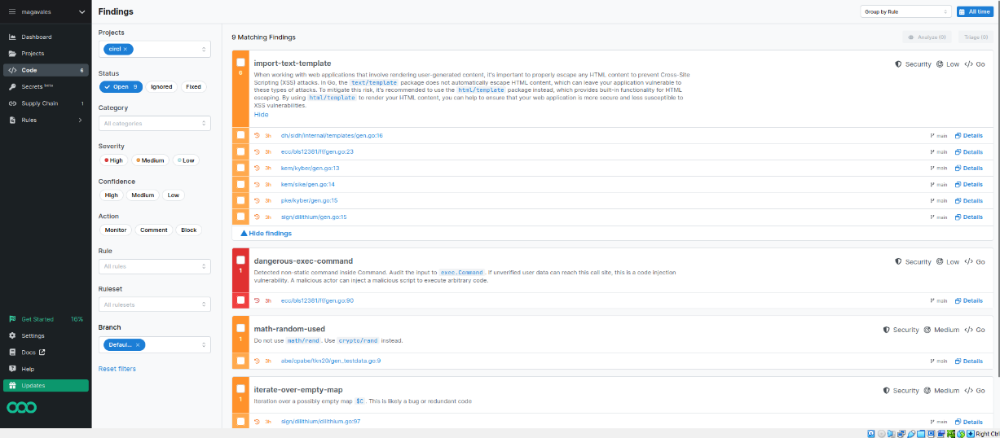 magavales
Dashboard
Projects
Code 6
Secrets beta
Supply Chain 1
Rules
Get Started 16%
Settings
Docs
Help
Updates
Findings
Group by Rule
All time
Projects
circl ×
Status
Open 9 Ignored Fixed
Category
All categories
Severity
High Medium Low
Confidence
High Medium Low
Action
Monitor Comment Block
Rule
All rules
Ruleset
All rulesets
Branch
Defaul... ×
Reset filters
9 Matching Findings
Analyze (0) Triage (0)
6
import-text-template
Security Low Go
When working with web applications that involve rendering user-generated content, it's important to properly escape any HTML content to prevent Cross-Site
Scripting (XSS) attacks. In Go, the text/template package does not automatically escape HTML content, which can leave your application vulnerable to
these types of attacks. To mitigate this risk, it's recommended to use the html/template package instead, which provides built-in functionality for HTML
escaping. By using html/template to render your HTML content, you can help to ensure that your web application is more secure and less susceptible to
XSS vulnerabilities.
Hide
3h dh/sidh/internal/templates/gen.go:16 main Details
3h ecc/bls12381/ff/gen.go:23 main Details
3h kem/kyber/gen.go:13 main Details
3h kem/sike/gen.go:14 main Details
3h pke/kyber/gen.go:15 main Details
3h sign/dilithium/gen.go:15 main Details
Hide findings
1
dangerous-exec-command
Security Low Go
Detected non-static command inside Command. Audit the input to exec.Command. If unverified user data can reach this call site, this is a code injection
vulnerability. A malicious actor can inject a malicious script to execute arbitrary code.
3h ecc/bls12381/ff/gen.go:90 main Details
1
math-random-used
Security Medium Go
Do not use math/rand. Use crypto/rand instead.
3h abe/cpabe/tkn20/gen_testdata.go:9 main Details
1
iterate-over-empty-map
Security Medium Go
Iteration over a possibly empty map $C. This is likely a bug or redundant code
3h sign/dilithium/dilithium.go:97 main Details
Right Ctrl